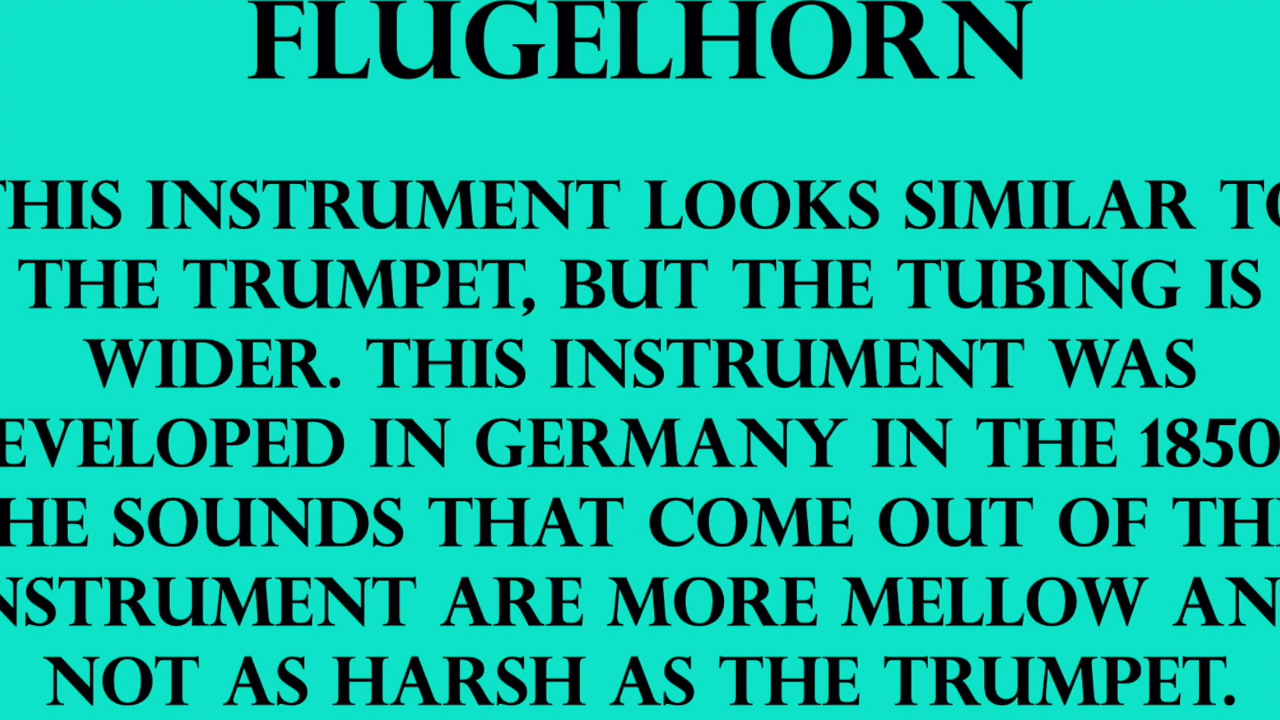 FLUGELHORN
THIS INSTRUMENT LOOKS SIMILAR TO
THE TRUMPET, BUT THE TUBING IS
WIDER. THIS INSTRUMENT WAS
EVELOPED IN GERMANY IN THE 1850
HE SOUNDS THAT COME OUT OF TH
NSTRUMENT ARE MORE MELLOW AN
NOT AS HARSH AS THE TRUMPET.